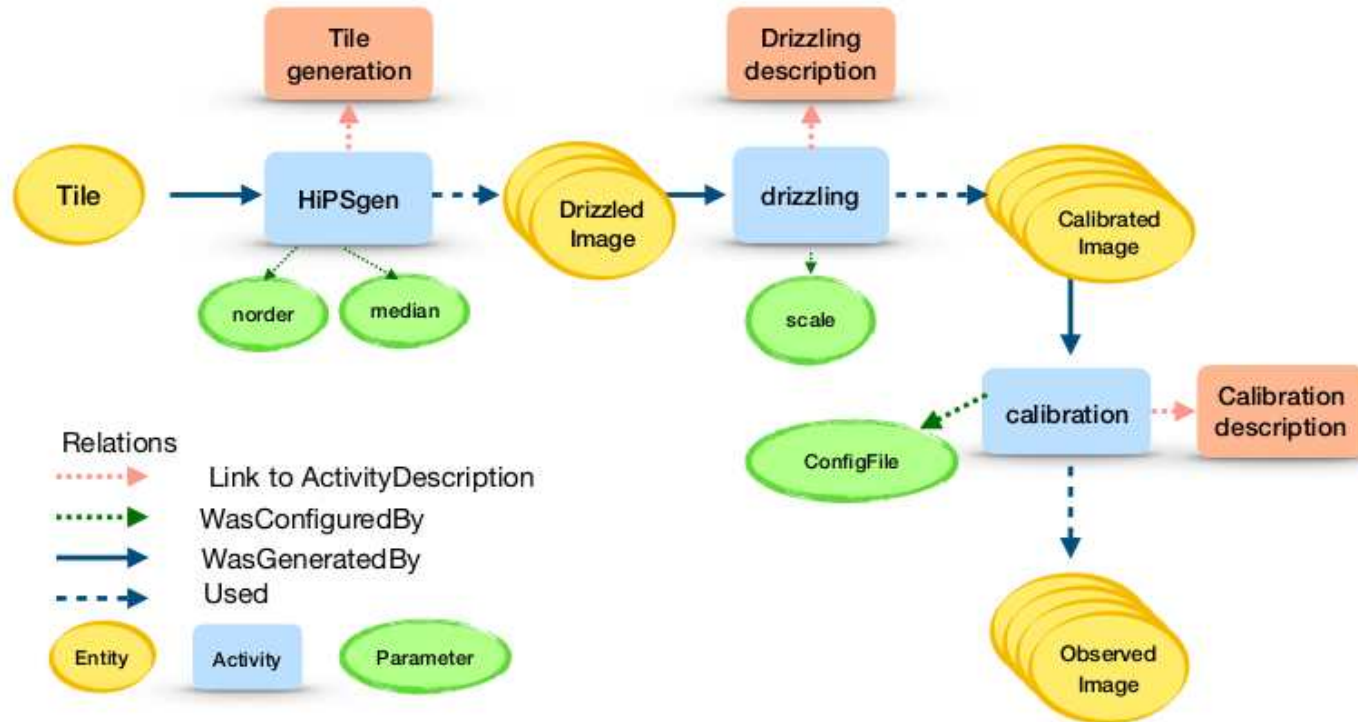 Tile
generation
Drizzling
description
Tile
HiPSgen
Drizzled
Image
drizzling
Calibrated
Image
norder
median
scale
calibration
Calibration
description
ConfigFile
Relations
Link to ActivityDescription
WasConfiguredBy
WasGeneratedBy
Used
Entity
Activity
Parameter
Observed
Image